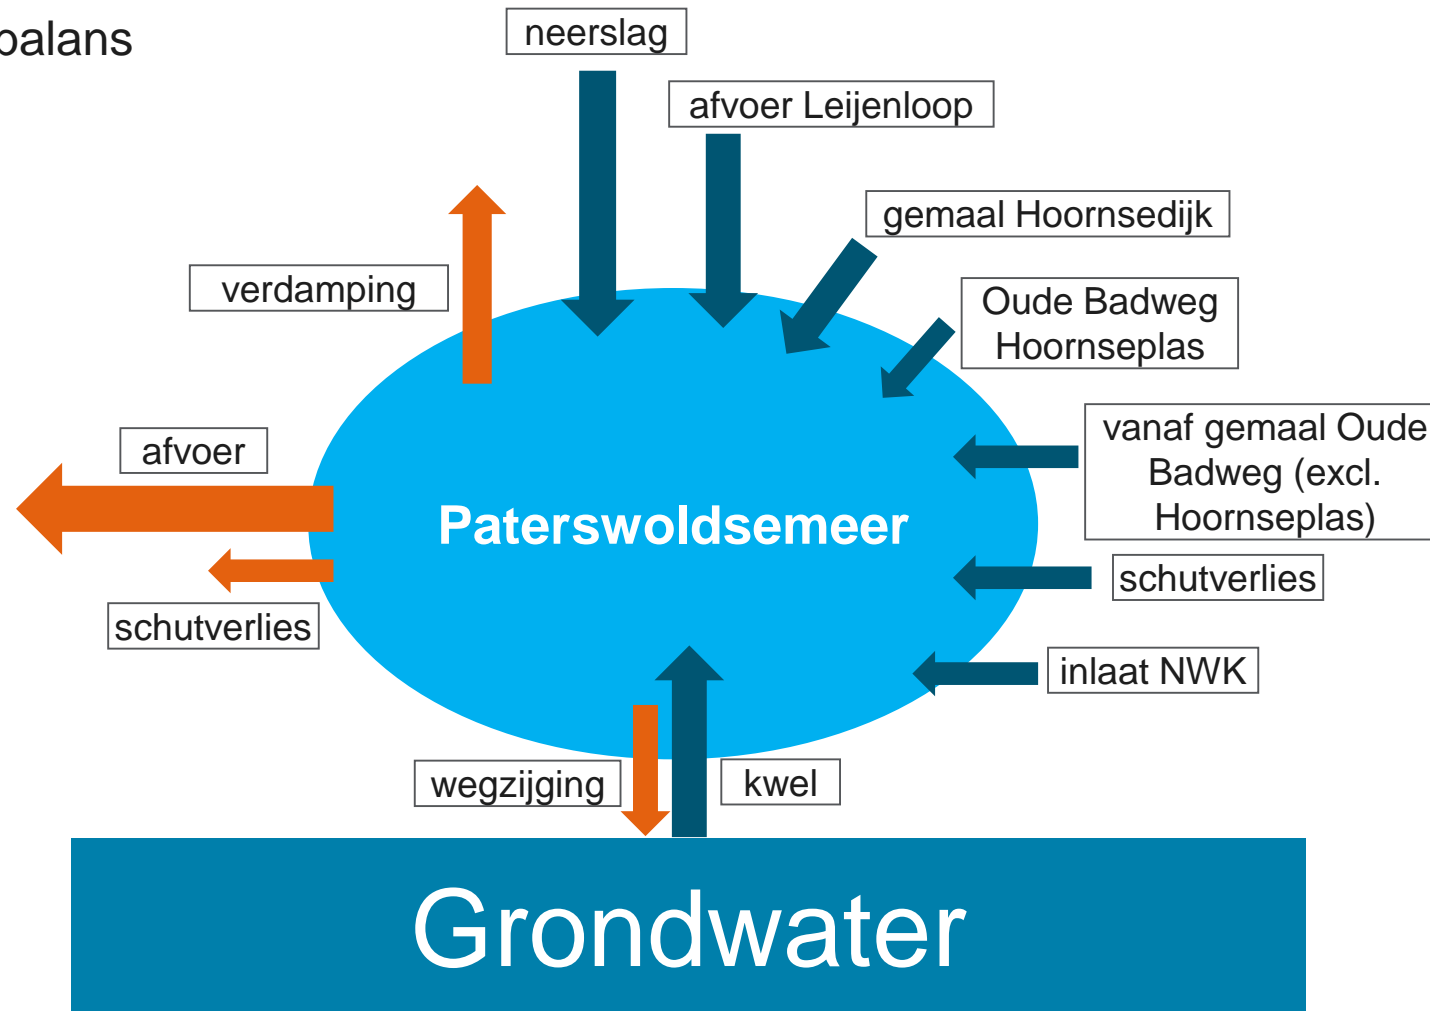 balans
neerslag
afvoer Leijenloop
gemaal Hoornsedijk
verdamping
Oude Badweg
Hoornseplas
afvoer
vanaf gemaal Oude
Badweg (excl.
Hoornseplas)
Paterswoldsemeer
schutverlies
schutverlies
inlaat NWK
wegzijging
kwel
Grondwater